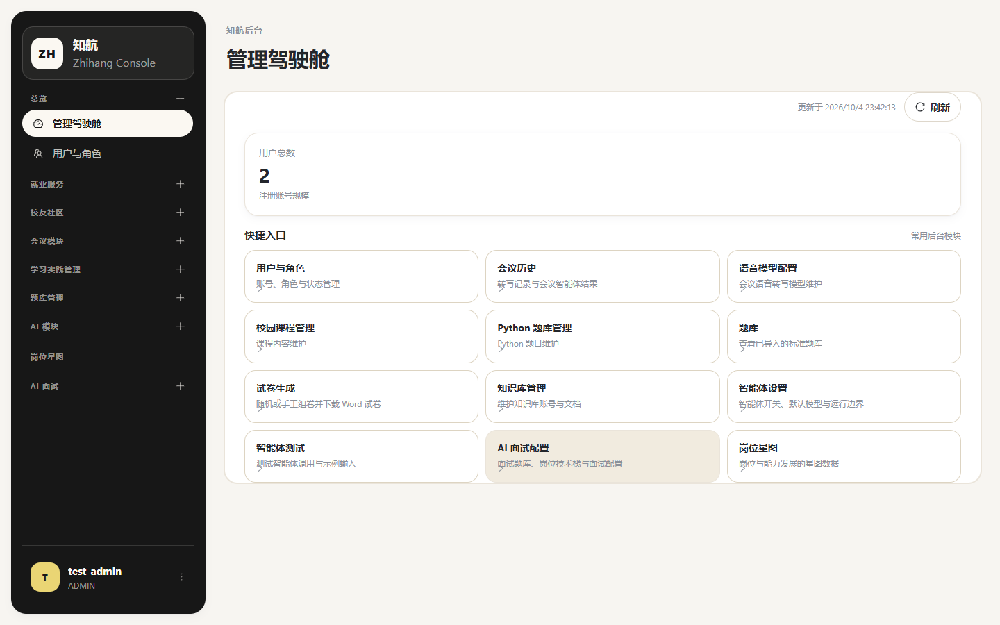 ZH
知航
Zhihang Console
总览
管理驾驶舱
用户与角色
就业服务
校友社区
会议模块
学习实践管理
题库管理
AI 模块
岗位星图
AI 面试
T
test_admin
ADMIN
知航后台
管理驾驶舱
更新于 2026/10/4 23:42:13
刷新
用户总数
2
注册账号规模
快捷入口
常用后台模块
用户与角色
账号、角色与状态管理
会议历史
转写记录与会议智能体结果
语音模型配置
会议语音转写模型维护
校园课程管理
课程内容维护
Python 题库管理
Python 题目维护
题库
查看已导入的标准题库
试卷生成
随机或手工组卷并下载 Word 试卷
知识库管理
维护知识库账号与文档
智能体设置
智能体开关、默认模型与运行边界
智能体测试
测试智能体调用与示例输入
AI 面试配置
面试题库、岗位技术栈与面试配置
岗位星图
岗位与能力发展的星图数据